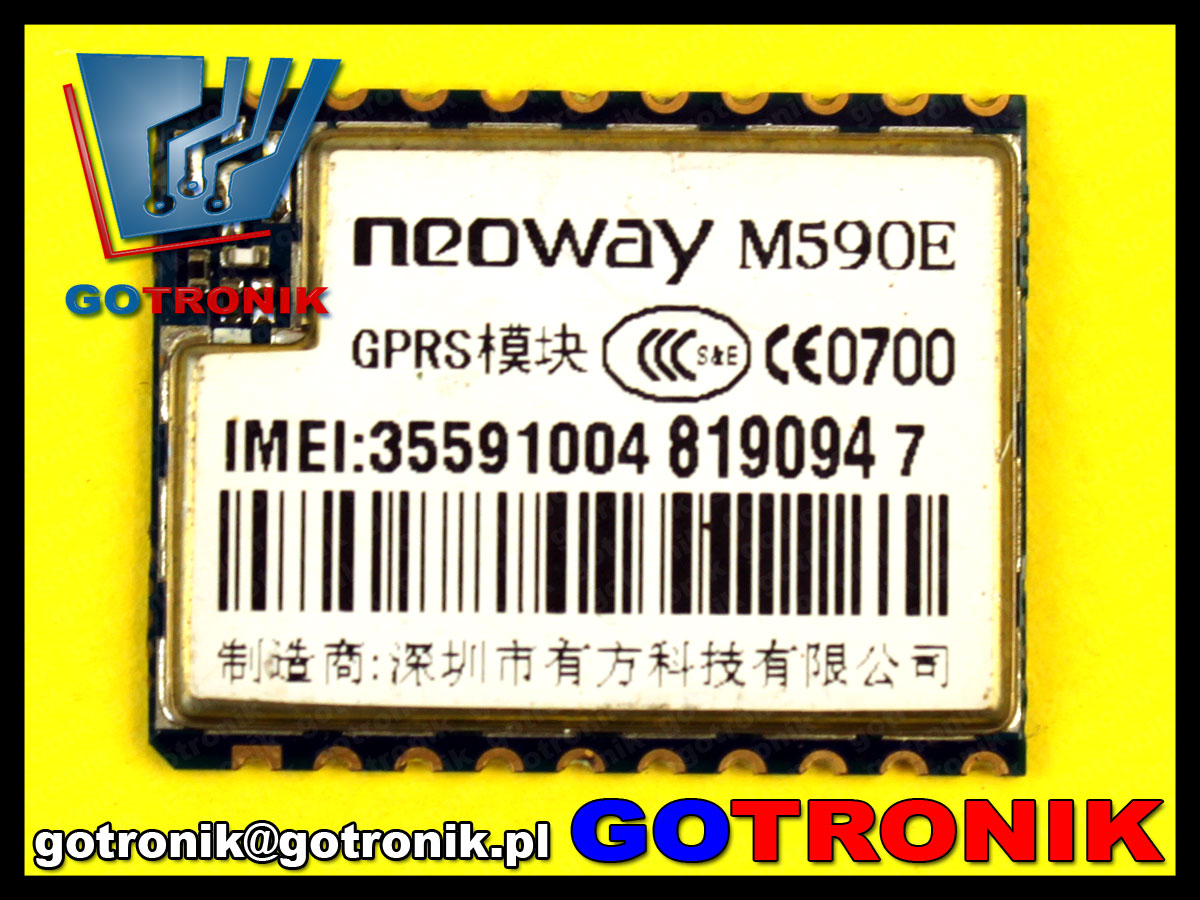 GOTRONIK
neoway M590E
GPRS模块 S&E CE0700
IMEI:35591004 819094 7
制造商:深圳市有方科技有限公司
gotronik@gotronik.pl GOTRONIK